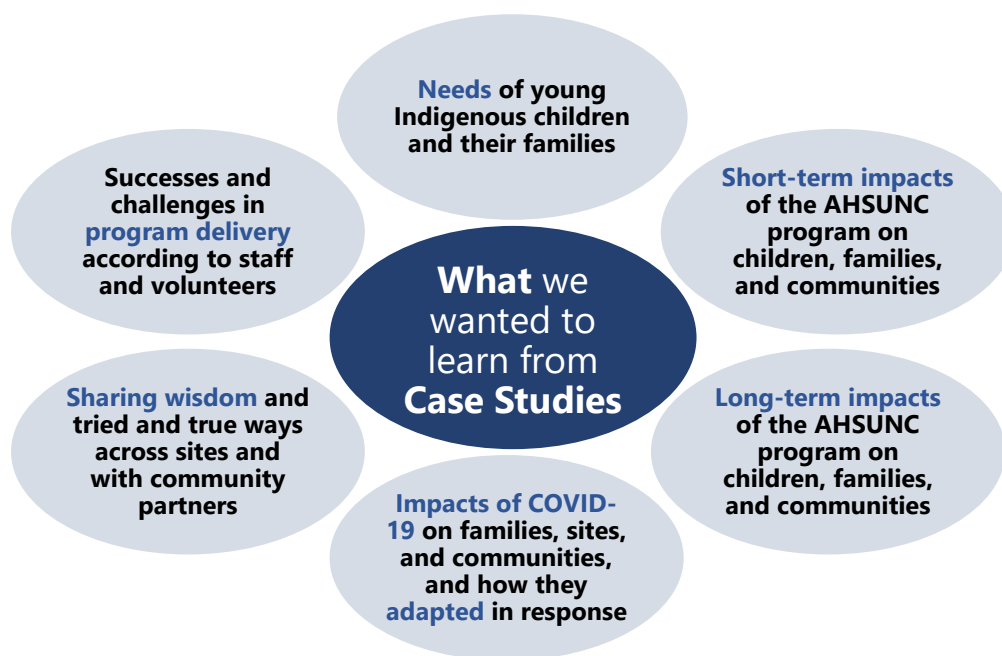 Needs of young
Indigenous children
and their families
Successes and
challenges in
program delivery
according to staff
and volunteers
Short-term impacts
of the AHSUNC
program on
children, families,
and communities
What we
wanted to
learn from
Case Studies
Sharing wisdom and
tried and true ways
across sites and
with community
partners
Long-term impacts
of the AHSUNC
program on
children, families,
and communities
Impacts of COVID-
19 on families, sites,
and communities,
and how they
adapted in response